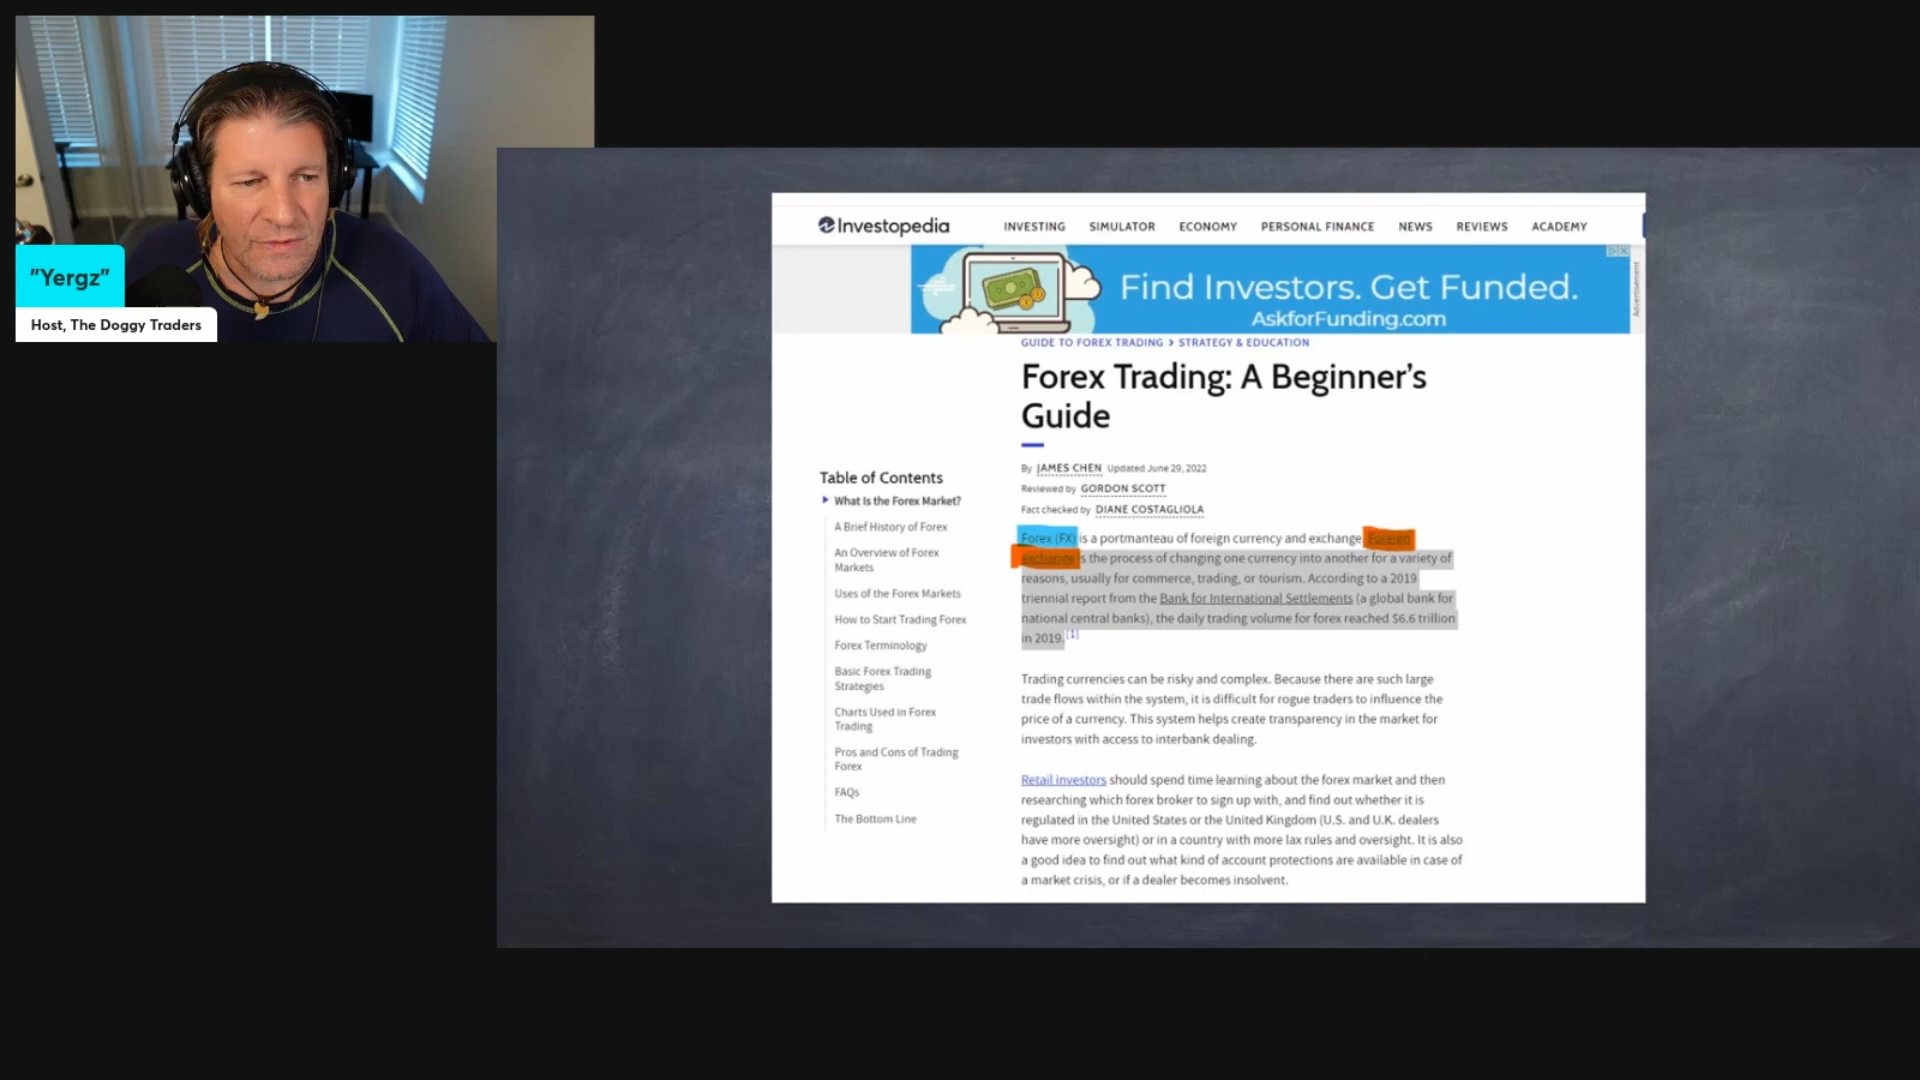 "Yergz"
Host, The Doggy Traders
Investopedia
INVESTING SIMULATOR ECONOMY PERSONAL FINANCE NEWS REVIEWS ACADEMY
Find Investors. Get Funded.
AskforFunding.com
Advertisement
GUIDE TO FOREX TRADING > STRATEGY & EDUCATION
Forex Trading: A Beginner's
Guide
By JAMES CHEN Updated June 29, 2022
Reviewed by GORDON SCOTT
Fact checked by DIANE COSTAGLIOLA
Table of Contents
What Is the Forex Market?
A Brief History of Forex
An Overview of Forex
Markets
Uses of the Forex Markets
How to Start Trading Forex
Forex Terminology
Basic Forex Trading
Strategies
Charts Used in Forex
Trading
Pros and Cons of Trading
Forex
FAQs
The Bottom Line
Forex (FX) is a portmanteau of foreign currency and exchange. Foreign
exchange is the process of changing one currency into another for a variety of
reasons, usually for commerce, trading, or tourism. According to a 2019
triennial report from the Bank for International Settlements (a global bank for
national central banks), the daily trading volume for forex reached $6.6 trillion
in 2019. [1]
Trading currencies can be risky and complex. Because there are such large
trade flows within the system, it is difficult for rogue traders to influence the
price of a currency. This system helps create transparency in the market for
investors with access to interbank dealing.
Retail investors should spend time learning about the forex market and then
researching which forex broker to sign up with, and find out whether it is
regulated in the United States or the United Kingdom (U.S. and U.K. dealers
have more oversight) or in a country with more lax rules and oversight. It is also
a good idea to find out what kind of account protections are available in case of
a market crisis, or if a dealer becomes insolvent.